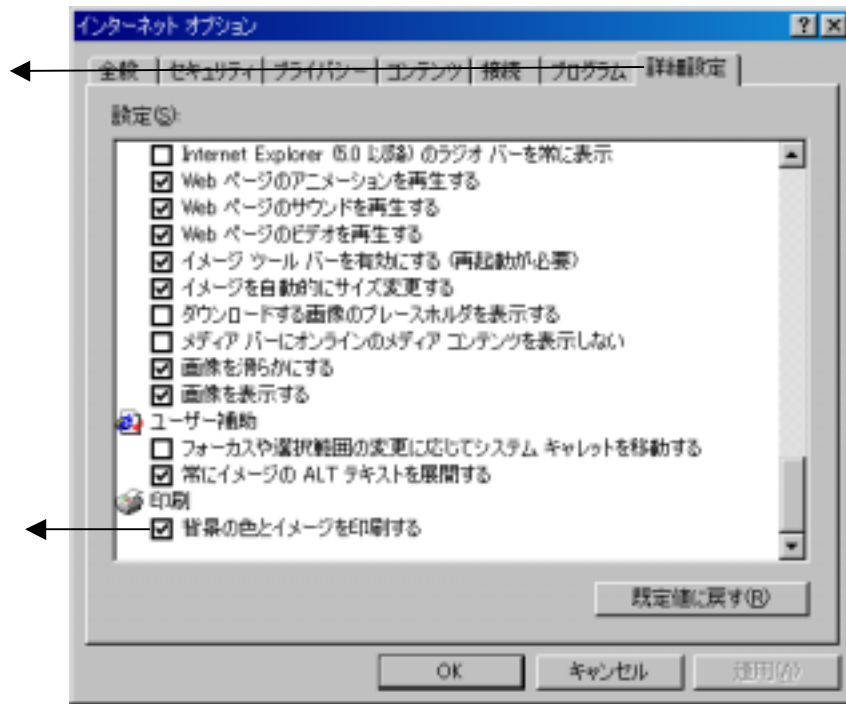 インターネット オプション
全般 セキュリティ プライバシー コンテンツ 接続 プログラム 詳細設定
設定(S):
Internet Explorer (5.0 以降) のラジオ バーを常に表示
Web ページのアニメーションを再生する
Web ページのサウンドを再生する
Web ページのビデオを再生する
イメージ ツール バーを有効にする (再起動が必要)
イメージを自動的にサイズ変更する
ダウンロードする画像のプレースホルダを表示する
メディア バーにオンラインのメディア コンテンツを表示しない
画像を滑らかにする
画像を表示する
ユーザー補助
フォーカスや選択範囲の変更に応じてシステム キャレットを移動する
常にイメージの ALT テキストを展開する
印刷
背景の色とイメージを印刷する
既定値に戻す(R)
OK キャンセル 適用(A)